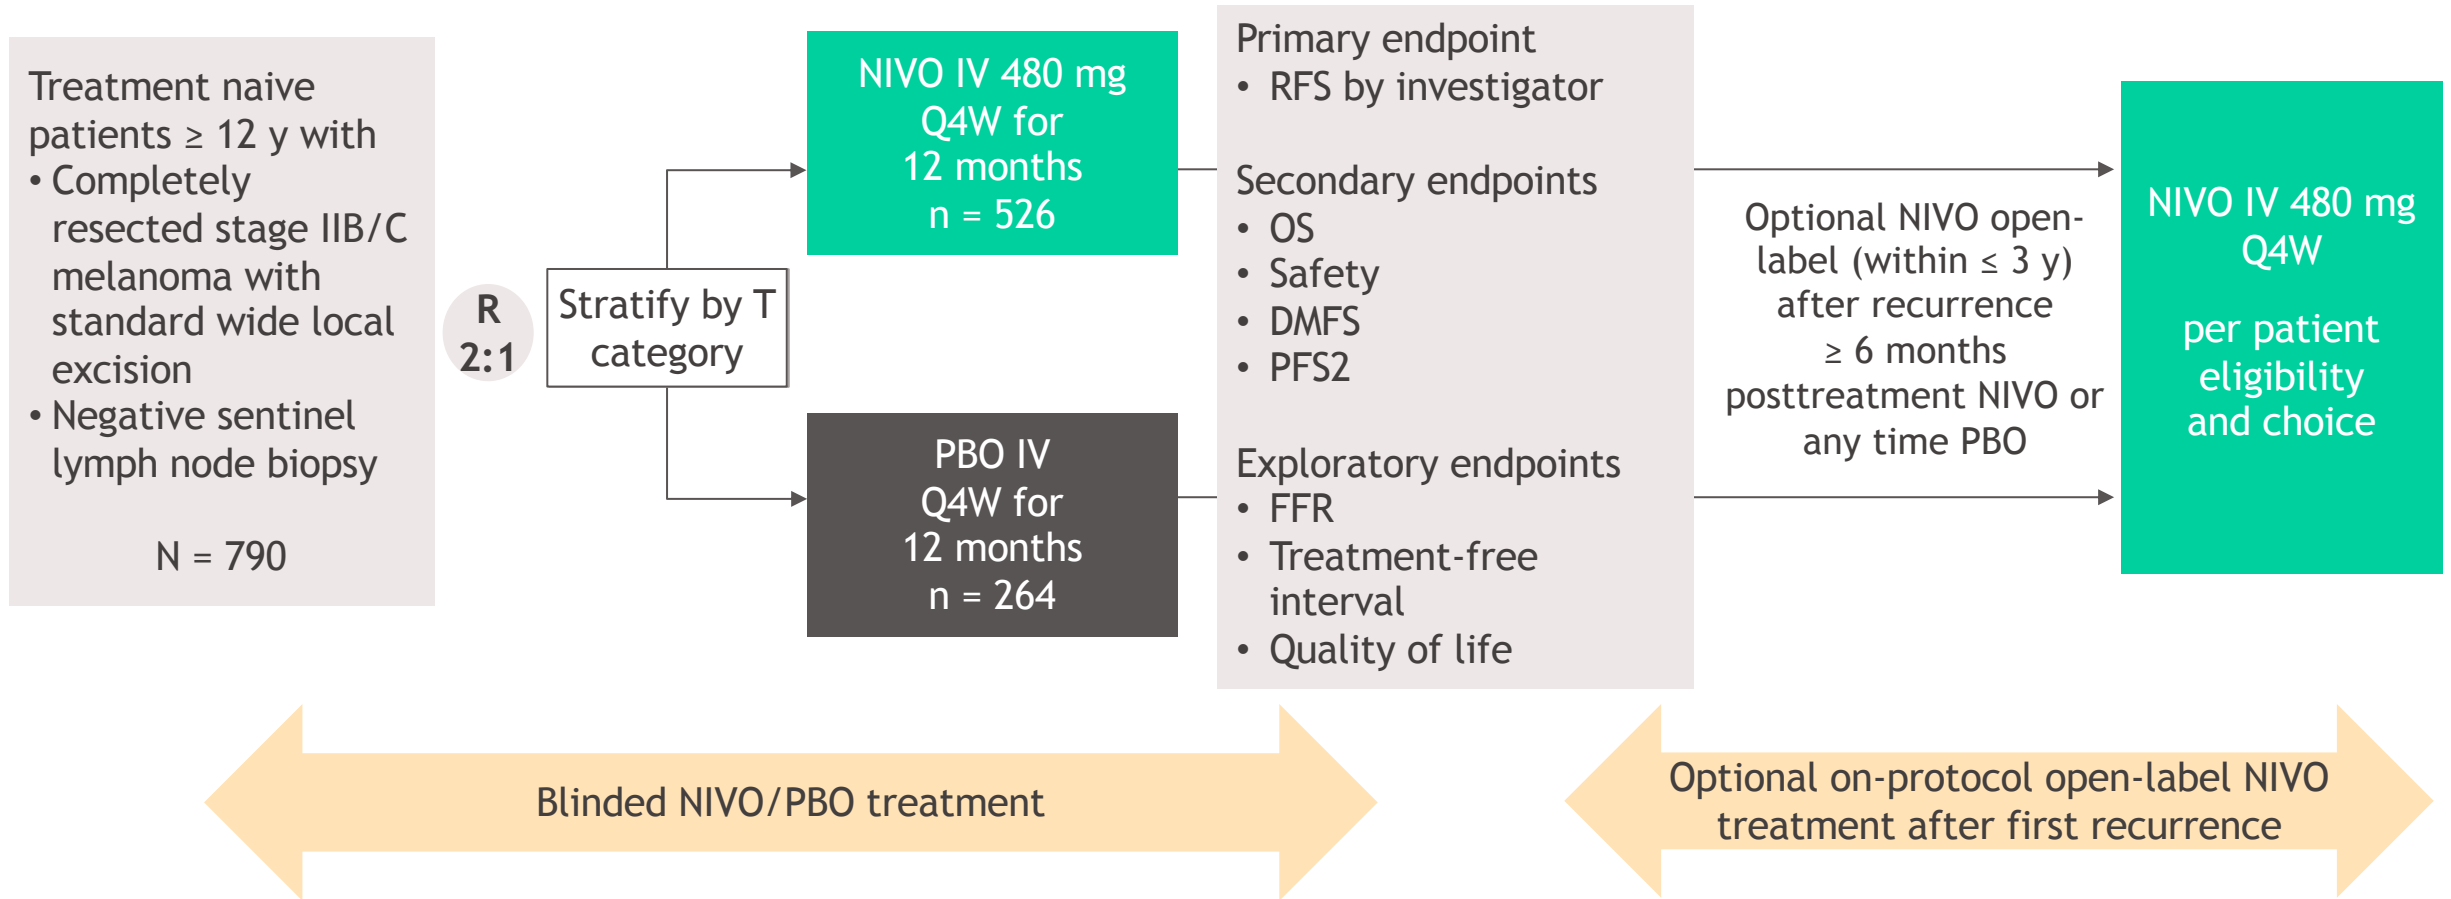 Treatment naive
patients ≥ 12 y with
• Completely
resected stage IIB/C
melanoma with
standard wide local
excision
• Negative sentinel
lymph node biopsy
N = 790
R
2:1
Stratify by T
category
NIVO IV 480 mg
Q4W for
12 months
n = 526
PBO IV
Q4W for
12 months
n = 264
Primary endpoint
• RFS by investigator
Secondary endpoints
• OS
• Safety
• DMFS
• PFS2
Exploratory endpoints
• FFR
• Treatment-free
interval
• Quality of life
Optional NIVO open-
label (within ≤ 3 y)
after recurrence
≥ 6 months
posttreatment NIVO or
any time PBO
NIVO IV 480 mg
Q4W
per patient
eligibility
and choice
Blinded NIVO/PBO treatment
Optional on-protocol open-label NIVO
treatment after first recurrence